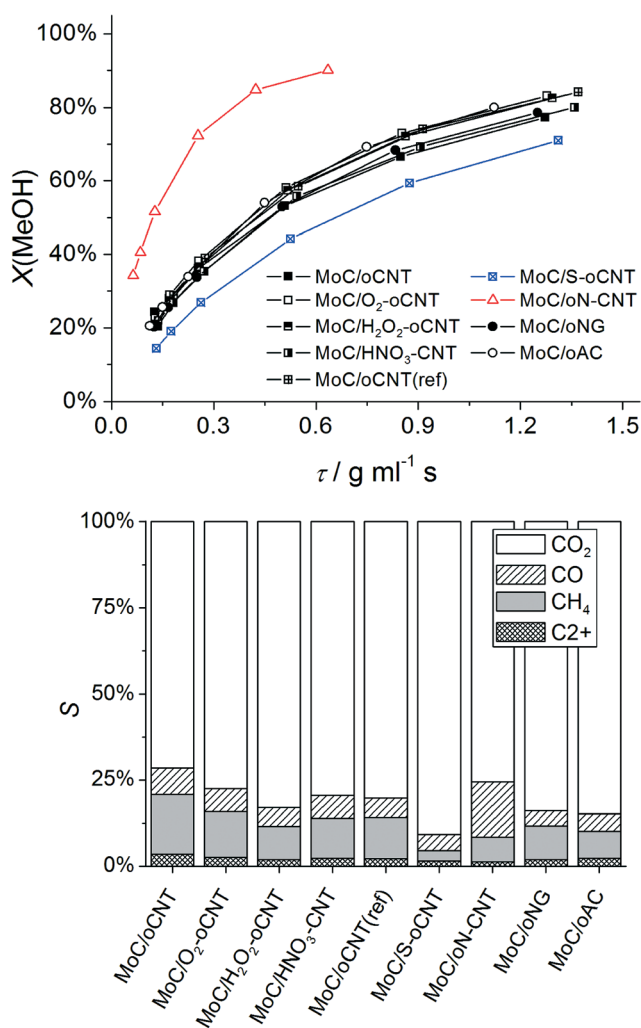 100%
80%
60%
40%
20%
0%
X(MeOH)
MoC/oCNT
MoC/O₂-oCNT
MoC/H₂O₂-oCNT
MoC/HNO₃-CNT
MoC/oCNT(ref)
MoC/S-oCNT
MoC/oN-CNT
MoC/oNG
MoC/oAC
0.0 0.3 0.6 0.9 1.2 1.5
τ / g ml⁻¹ s
100%
75%
50%
25%
0%
S
CO₂
CO
CH₄
C2+
MoC/oCNT
MoC/O₂-oCNT
MoC/H₂O₂-oCNT
MoC/HNO₃-CNT
MoC/oCNT(ref)
MoC/S-oCNT
MoC/oN-CNT
MoC/oNG
MoC/oAC